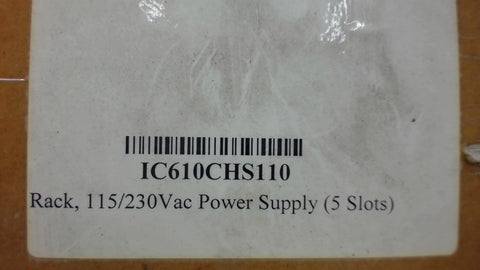 IC610CHS110
Rack, 115/230Vac Power Supply (5 Slots)